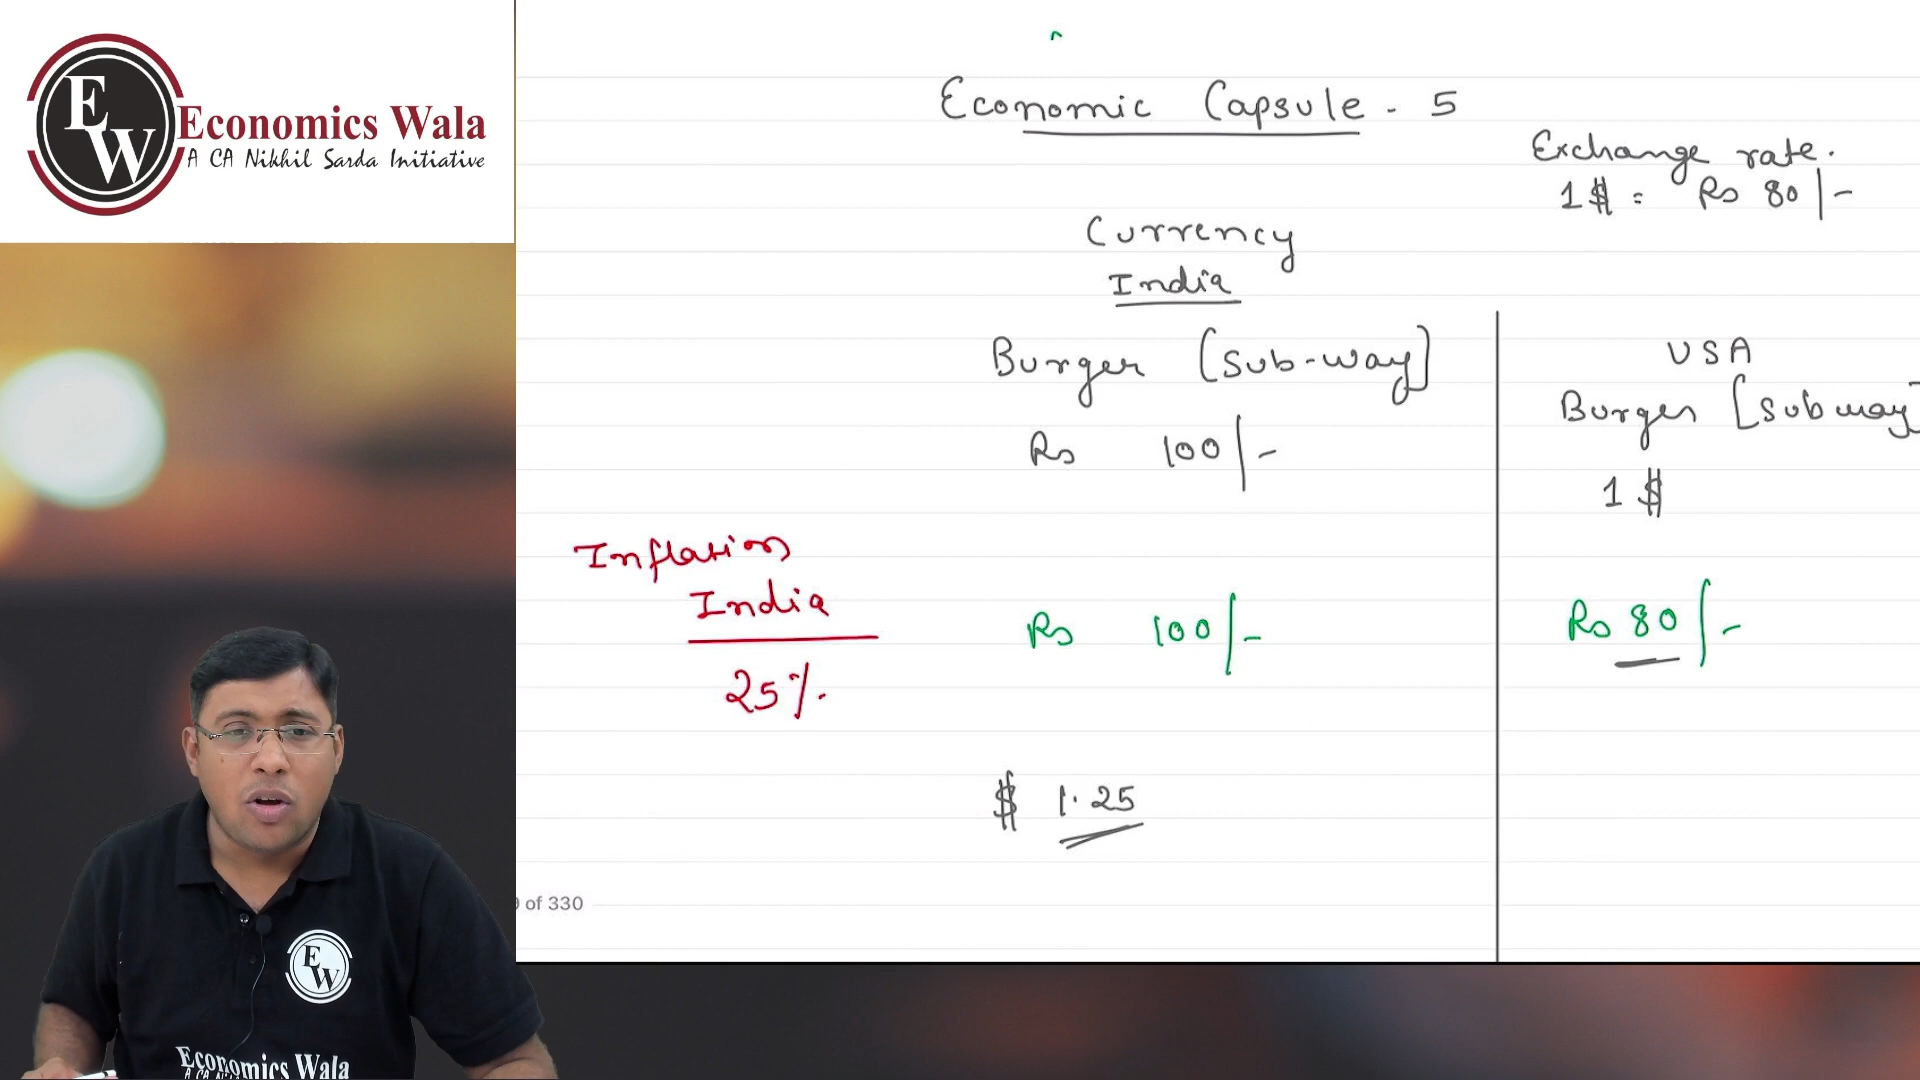 EW
Economics Wala
A CA Nikhil Sarda Initiative
Economic Capsule - 5
Exchange rate.
1$ = Rs 80/-
Currency
India
Burger [Sub-way]
Rs 100/-
USA
Burger [Subway]
1$
Inflation
India
25%.
Rs 100/-
Rs 80/-
$ 1.25
of 330
EW
Economics Wala